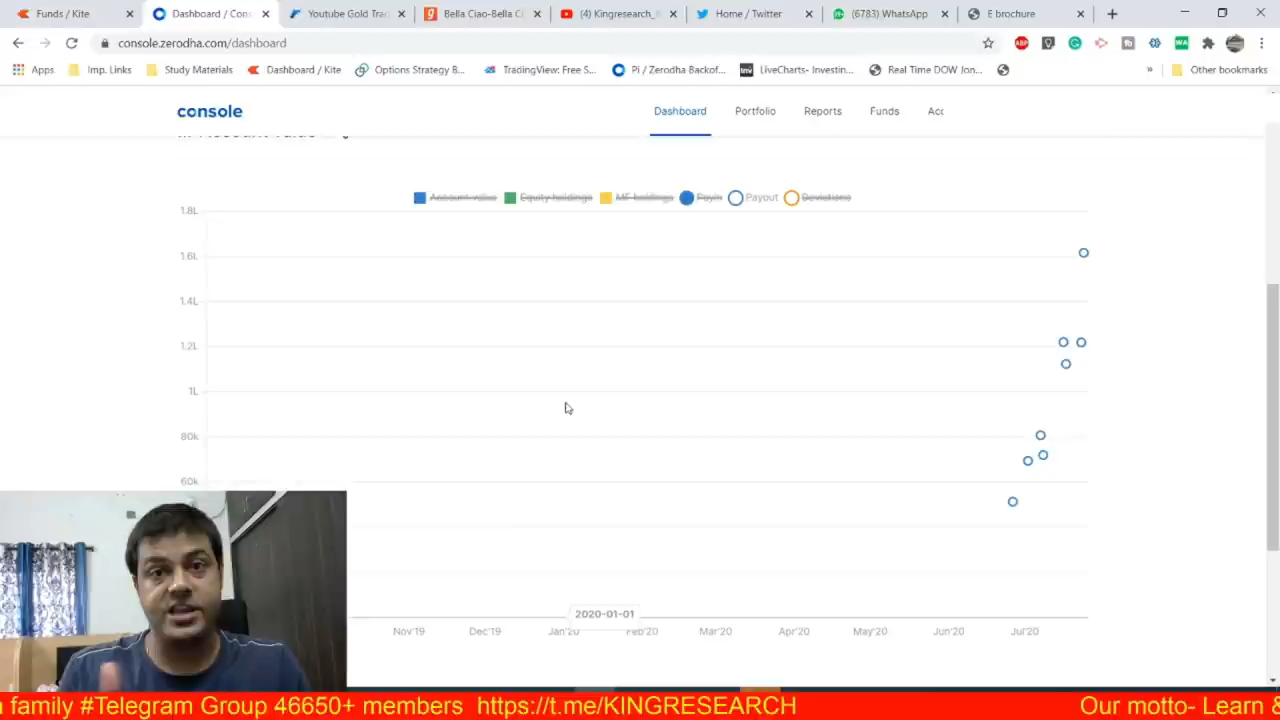 Funds / Kite
Dashboard / Cons
Youtube Gold Trad
Bella Ciao-Bella Ci
(4) Kingresearch_
Home / Twitter
(6783) WhatsApp
E brochure
console.zerodha.com/dashboard
Apps
Imp. Links
Study Materials
Dashboard / Kite
Options Strategy B...
TradingView: Free S...
Pi / Zerodha Backof...
LiveCharts- Investin...
Real Time DOW Jon...
»
Other bookmarks
console
Dashboard
Portfolio
Reports
Funds
Acc
Account value
Equity holdings
MF holdings
Payin
Payout
Deviations
1.8L
1.6L
1.4L
1.2L
1L
80k
60k
2020-01-01
Nov'19
Dec'19
Jan'20
Feb'20
Mar'20
Apr'20
May'20
Jun'20
Jul'20
family #Telegram Group 46650+ members https://t.me/KINGRESEARCH
Our motto- Learn &